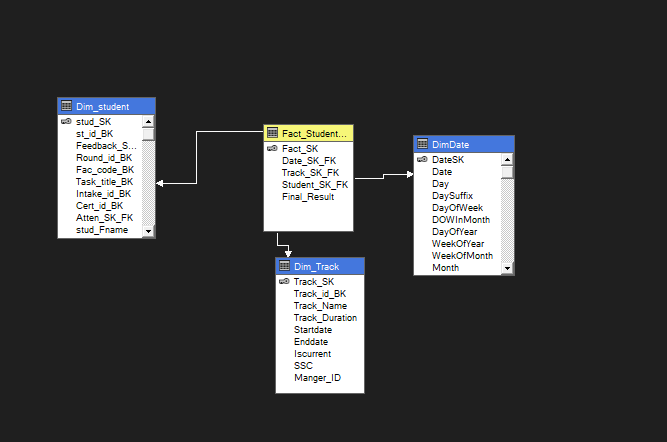 Dim_student
stud_SK
st_id_BK
Feedback_S...
Round_id_BK
Fac_code_BK
Task_title_BK
Intake_id_BK
Cert_id_BK
Atten_SK_FK
stud_Fname
Fact_Student...
Fact_SK
Date_SK_FK
Track_SK_FK
Student_SK_FK
Final_Result
DimDate
DateSK
Date
Day
DaySuffix
DayOfWeek
DOWInMonth
DayOfYear
WeekOfYear
WeekOfMonth
Month
Dim_Track
Track_SK
Track_id_BK
Track_Name
Track_Duration
Startdate
Enddate
Iscurrent
SSC
Manger_ID